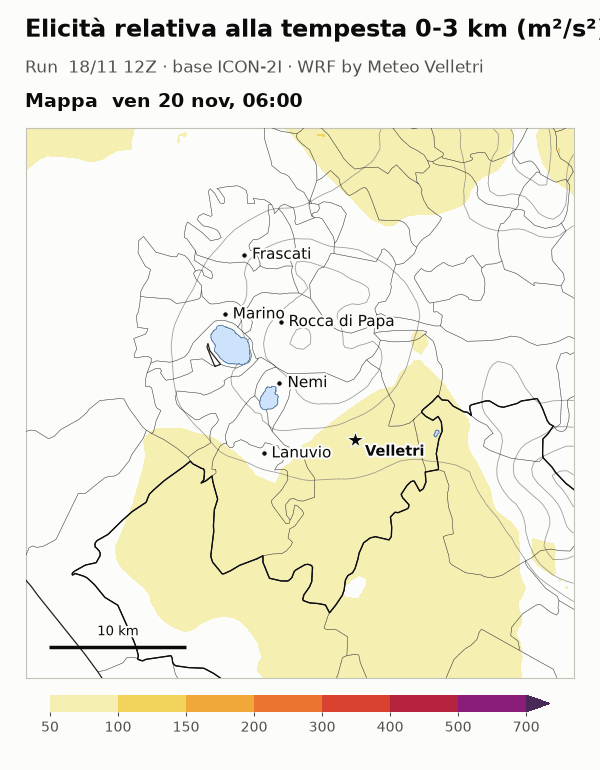 Elicità relativa alla tempesta 0-3 km (m²/s²)
Run  18/11 12Z · base ICON-2I · WRF by Meteo Velletri
Mappa  ven 20 nov, 06:00
Frascati
Marino
Rocca di Papa
Nemi
Velletri
Lanuvio
10 km
50 100 150 200 300 400 500 700